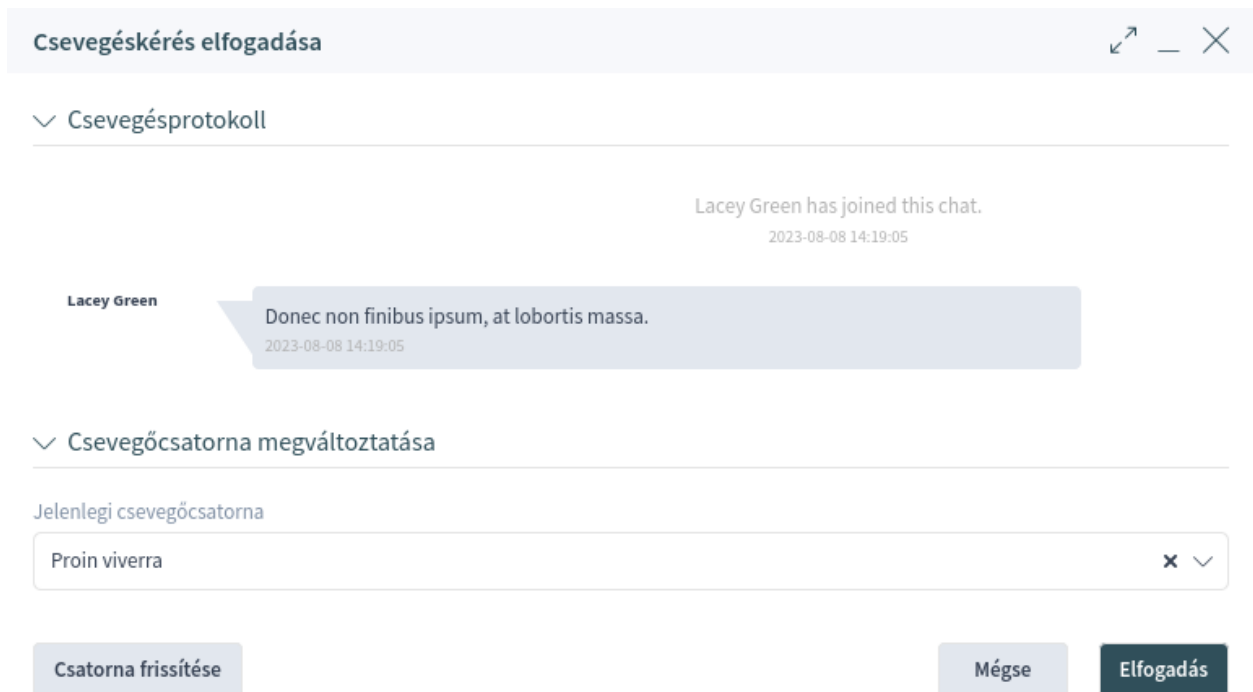 Csevegéskérés elfogadása
Csevegésprotokoll
Lacey Green has joined this chat.
2023-08-08 14:19:05
Lacey Green
Donec non finibus ipsum, at lobortis massa.
2023-08-08 14:19:05
Csevegőcsatorna megváltoztatása
Jelenlegi csevegőcsatorna
Proin viverra
Csatorna frissítése
Mégse
Elfogadás